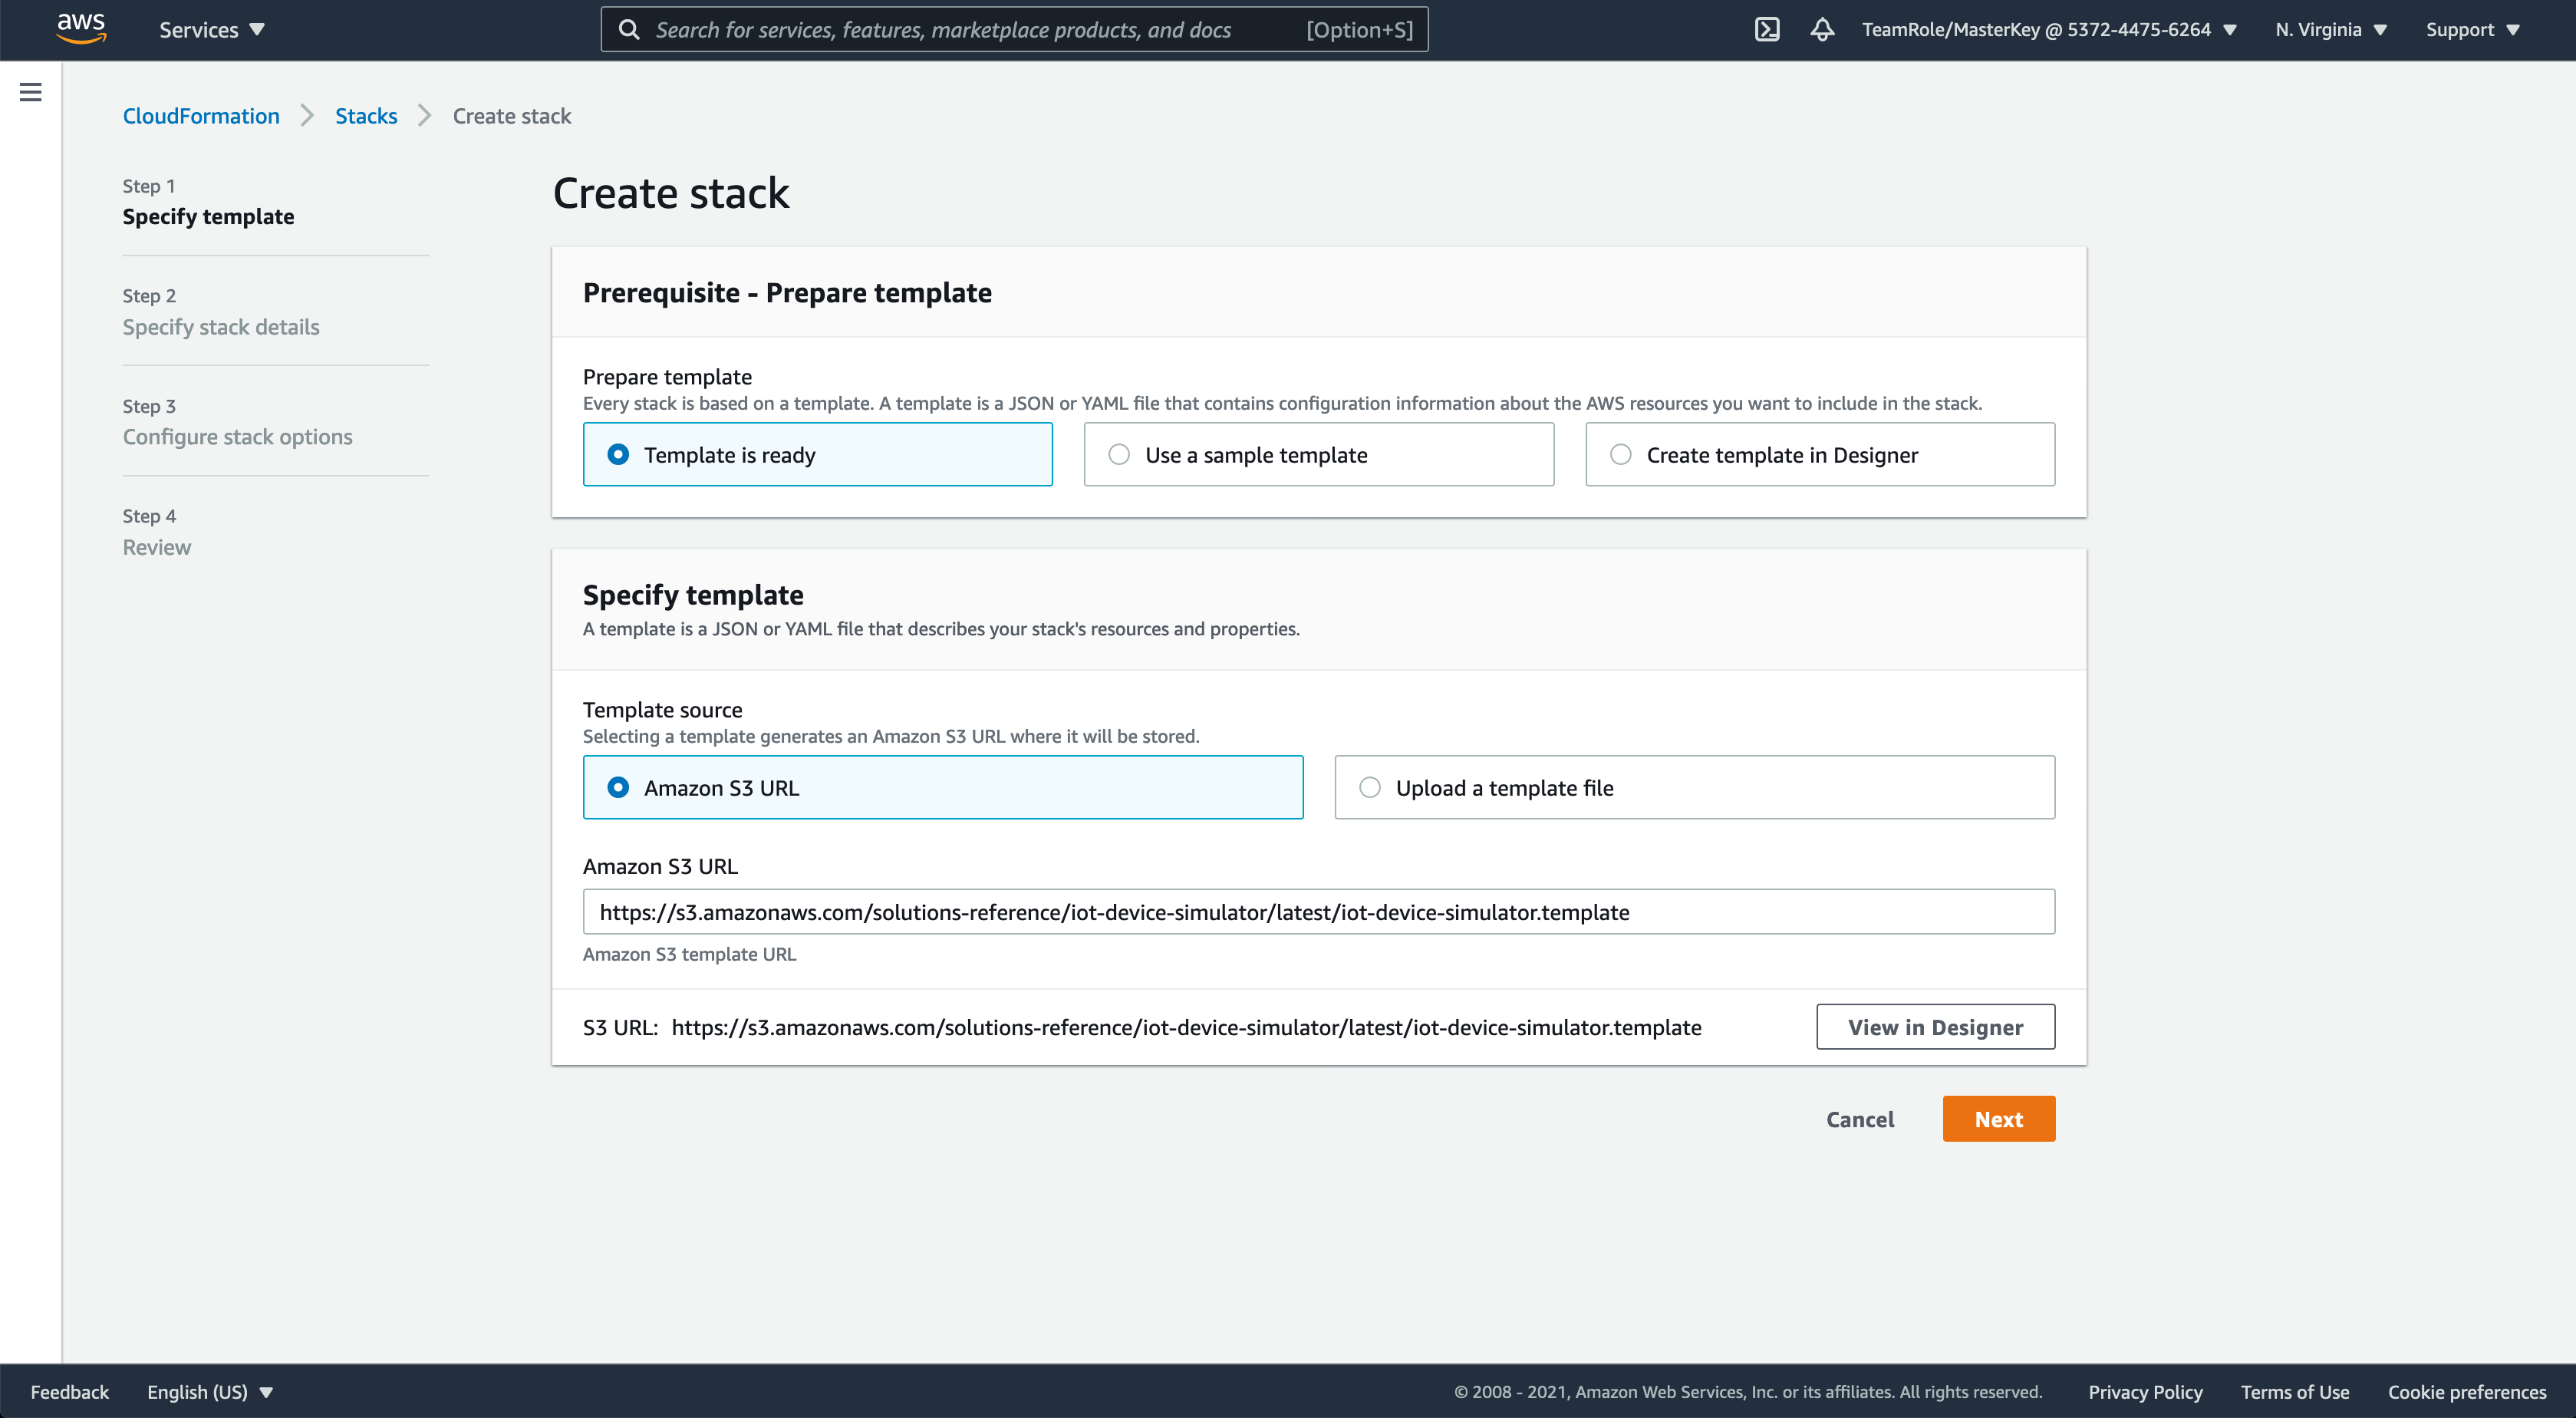 aws Services Search for services, features, marketplace products, and docs [Option+S] TeamRole/MasterKey @ 5372-4475-6264 N. Virginia Support
CloudFormation Stacks Create stack
Step 1
Specify template
Step 2
Specify stack details
Step 3
Configure stack options
Step 4
Review
Create stack
Prerequisite - Prepare template
Prepare template
Every stack is based on a template. A template is a JSON or YAML file that contains configuration information about the AWS resources you want to include in the stack.
Template is ready Use a sample template Create template in Designer
Specify template
A template is a JSON or YAML file that describes your stack's resources and properties.
Template source
Selecting a template generates an Amazon S3 URL where it will be stored.
Amazon S3 URL Upload a template file
Amazon S3 URL
https://s3.amazonaws.com/solutions-reference/iot-device-simulator/latest/iot-device-simulator.template
Amazon S3 template URL
S3 URL: https://s3.amazonaws.com/solutions-reference/iot-device-simulator/latest/iot-device-simulator.template View in Designer
Cancel Next
Feedback English (US) © 2008 - 2021, Amazon Web Services, Inc. or its affiliates. All rights reserved. Privacy Policy Terms of Use Cookie preferences